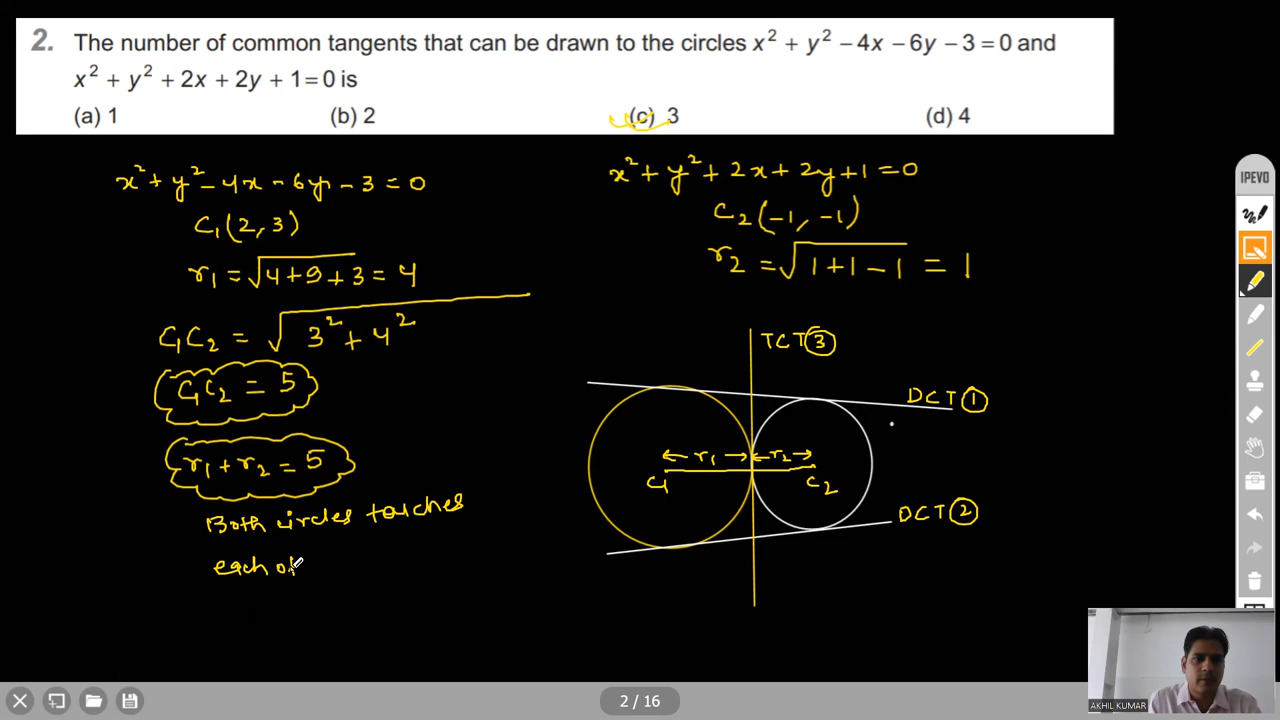 2. The number of common tangents that can be drawn to the circles x² + y² − 4x − 6y − 3 = 0 and
x² + y² + 2x + 2y + 1 = 0 is
(a) 1 (b) 2 (c) 3 (d) 4
x² + y² − 4x − 6y − 3 = 0
C₁(2, 3)
r₁ = √4+9+3 = 4
C₁C₂ = √3² + 4²
C₁C₂ = 5
r₁ + r₂ = 5
Both circles touches
each ot
x² + y² + 2x + 2y + 1 = 0
C₂(−1, −1)
r₂ = √1+1−1 = 1
TCT 3
DCT 1
r₁ r₂
C₁ C₂
DCT 2
IPEVO
2 / 16
AKHIL KUMAR